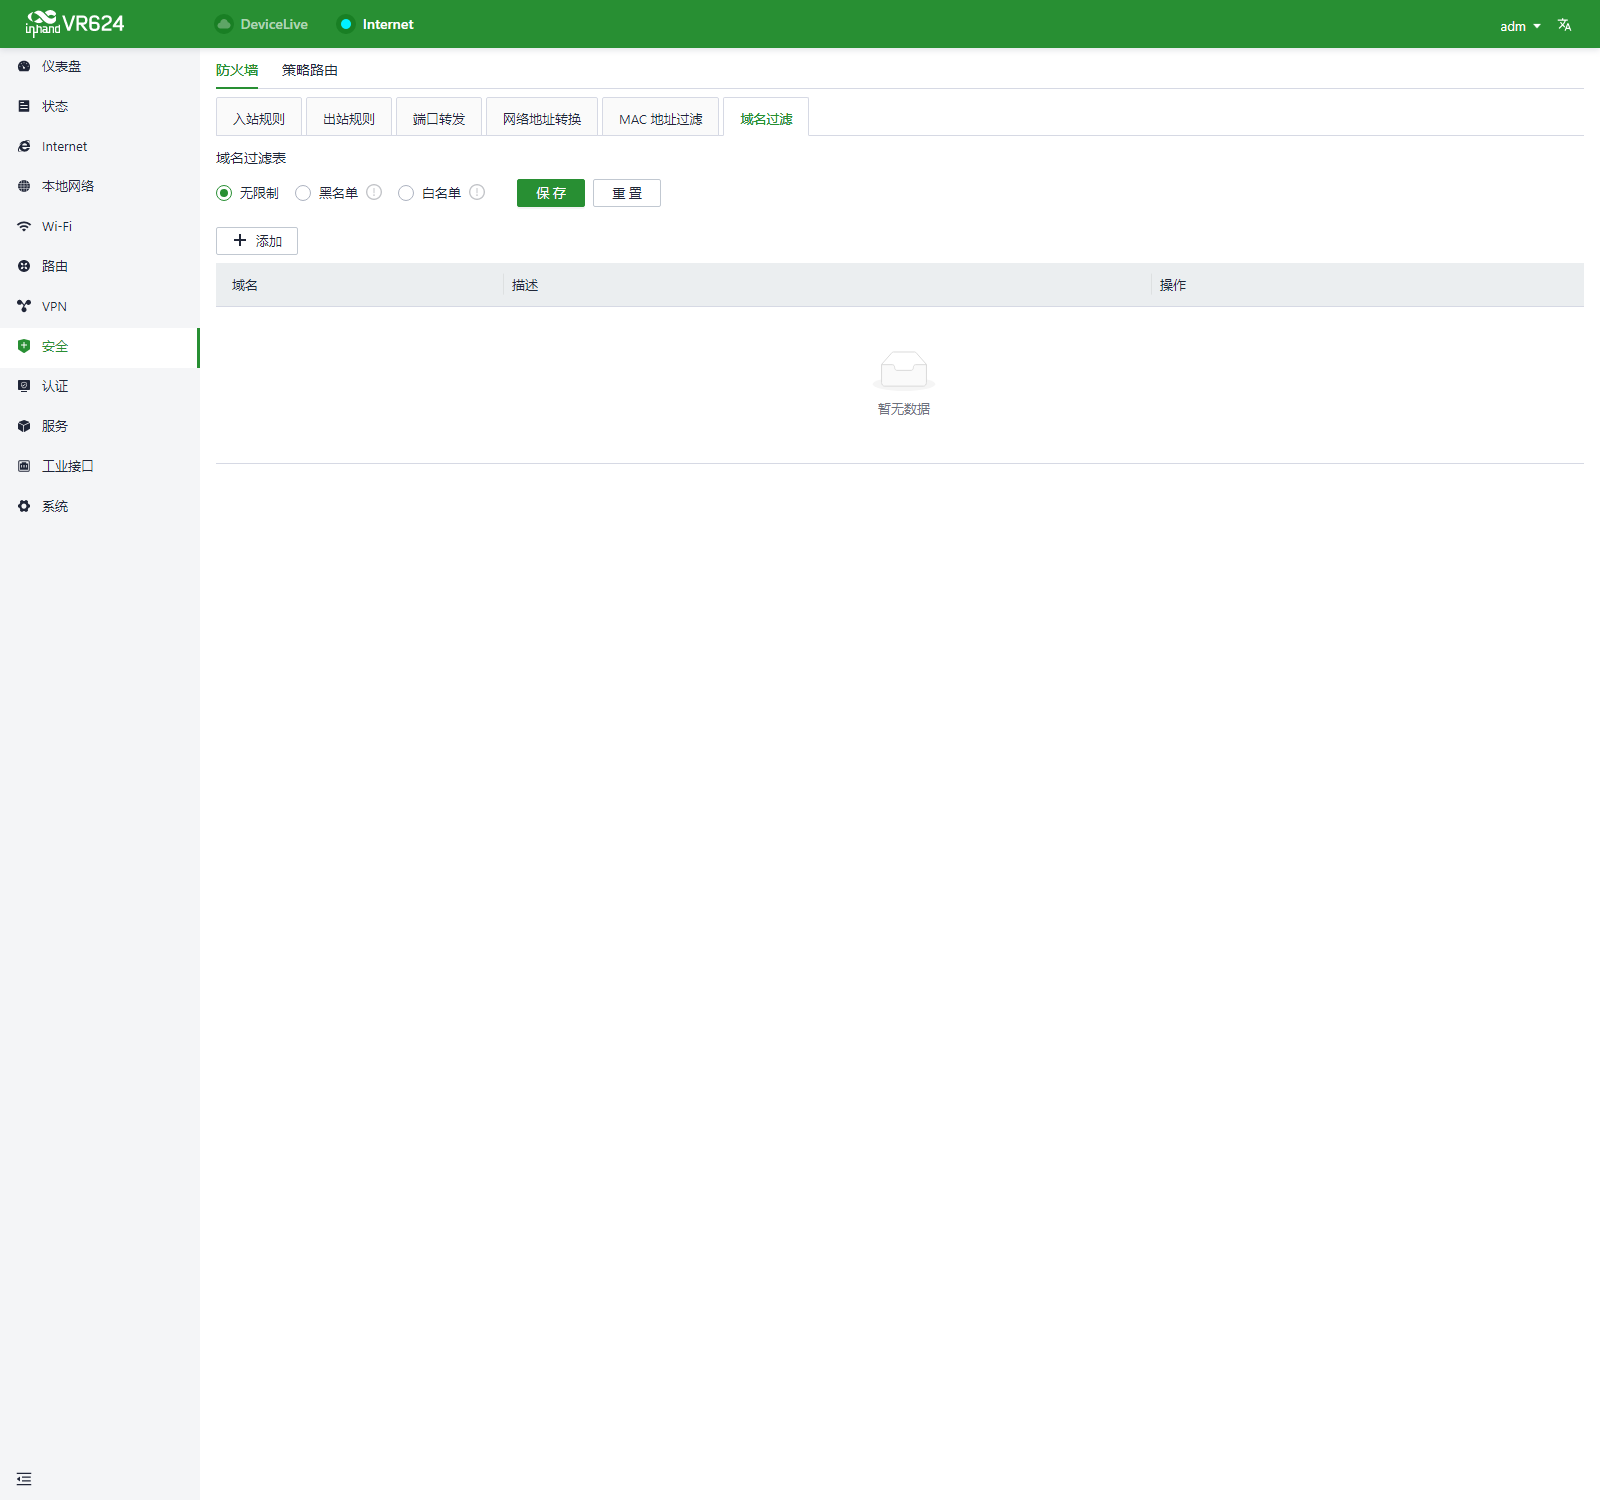 inhand VR624
DeviceLive
Internet
adm
仪表盘
状态
Internet
本地网络
Wi-Fi
路由
VPN
安全
认证
服务
工业接口
系统
防火墙 策略路由
入站规则 出站规则 端口转发 网络地址转换 MAC 地址过滤 域名过滤
域名过滤表
无限制 黑名单 白名单 保存 重置
添加
域名 描述 操作
暂无数据